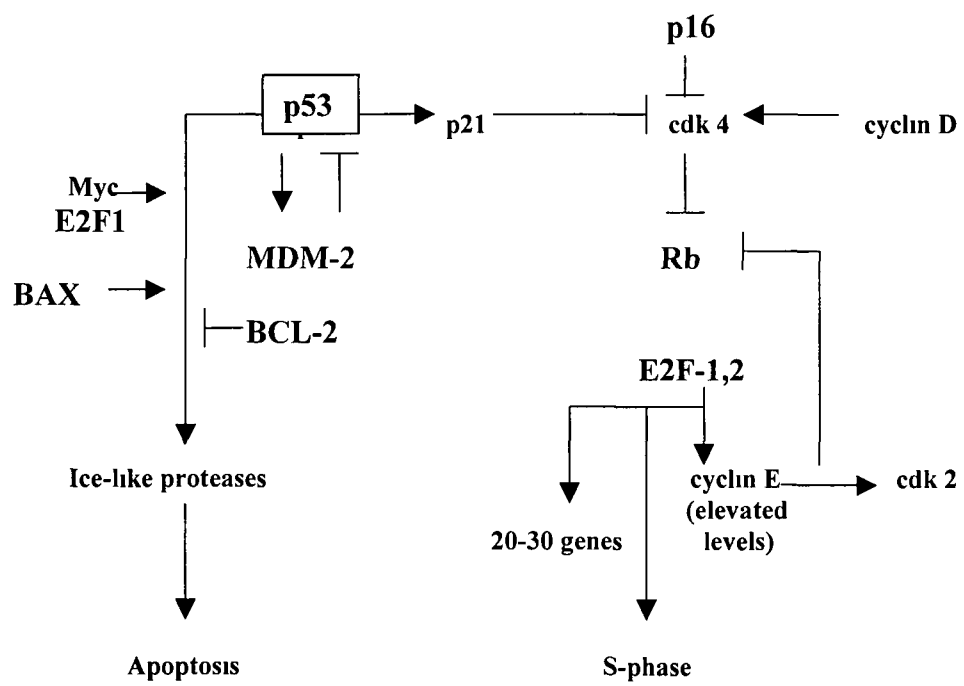 p16
p53
p21
cdk 4
cyclin D
Myc
E2F1
MDM-2
Rb
BAX
BCL-2
E2F-1,2
Ice-like proteases
cyclin E
(elevated
levels)
cdk 2
20-30 genes
Apoptosis
S-phase